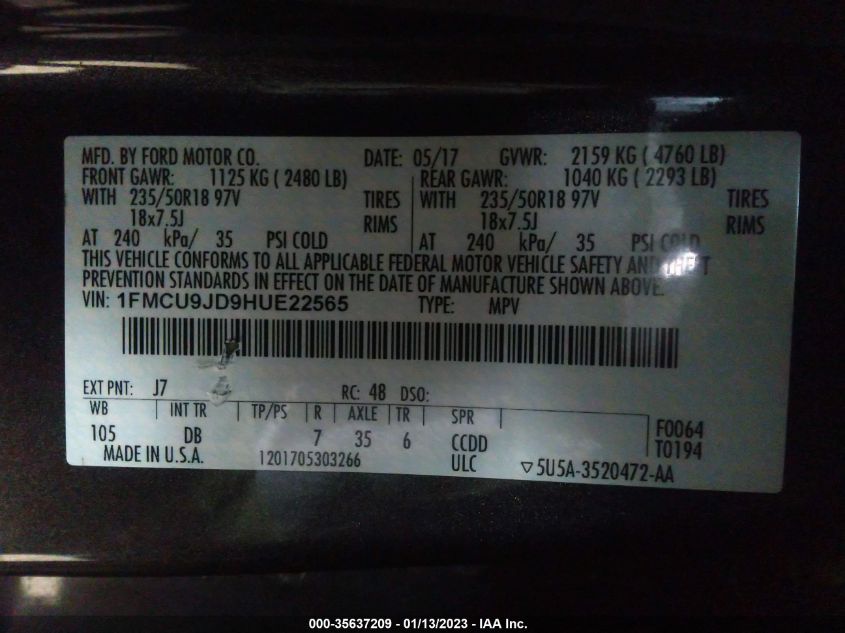 MFD. BY FORD MOTOR CO. DATE: 05/17 GVWR: 2159 KG ( 4760 LB)
FRONT GAWR: 1125 KG ( 2480 LB) REAR GAWR: 1040 KG ( 2293 LB)
WITH 235/50R18 97V TIRES WITH 235/50R18 97V TIRES
18x7.5J RIMS 18x7.5J RIMS
AT 240 kPa/ 35 PSI COLD AT 240 kPa/ 35 PSI COLD
THIS VEHICLE CONFORMS TO ALL APPLICABLE FEDERAL MOTOR VEHICLE SAFETY AND THEFT
PREVENTION STANDARDS IN EFFECT ON THE DATE OF MANUFACTURE SHOWN ABOVE.
VIN: 1FMCU9JD9HUE22565 TYPE: MPV
EXT PNT: J7 RC: 48 DSO:
WB INT TR TP/PS R AXLE TR SPR F0064
105 DB 7 35 6 CCDD T0194
MADE IN U.S.A. 1201705303266 ULC ▽5U5A-3520472-AA
000-35637209 - 01/13/2023 - IAA Inc.